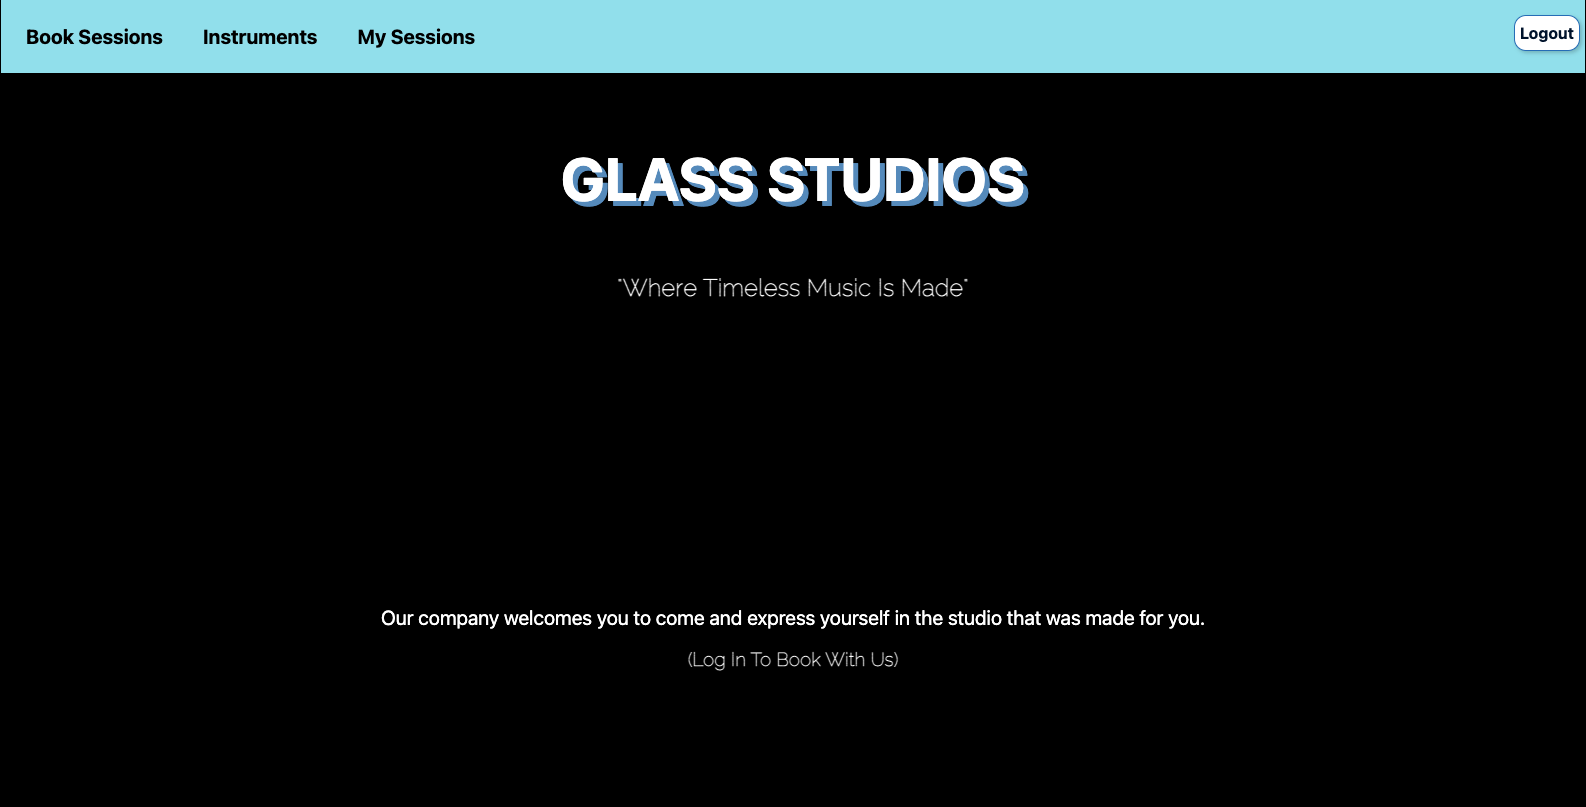 Book Sessions Instruments My Sessions Logout
GLASS STUDIOS
"Where Timeless Music Is Made"
Our company welcomes you to come and express yourself in the studio that was made for you.
(Log In To Book With Us)